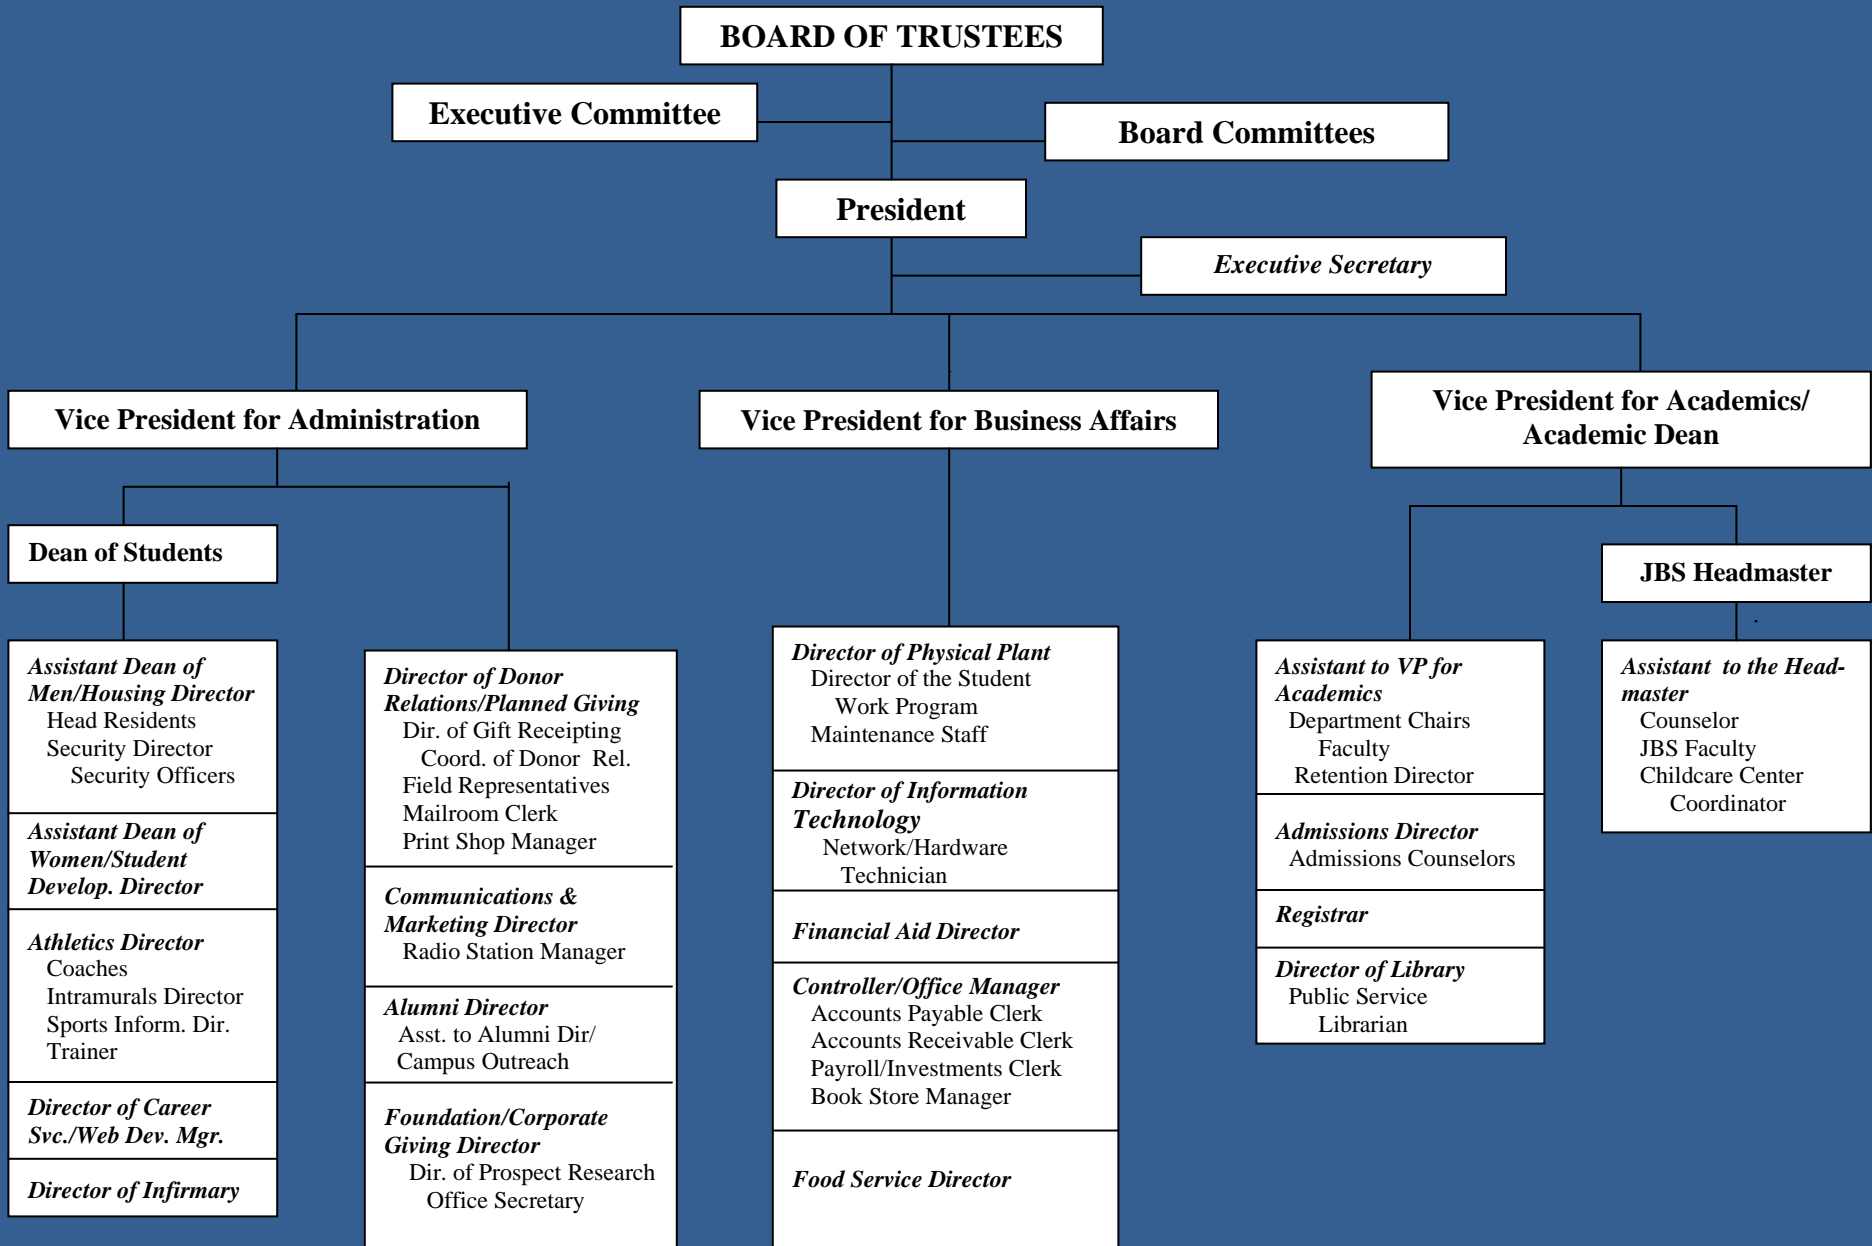 BOARD OF TRUSTEES
Executive Committee
Board Committees
President
Executive Secretary
Vice President for Administration
Vice President for Business Affairs
Vice President for Academics/
Academic Dean
Dean of Students
JBS Headmaster
Assistant Dean of
Men/Housing Director
Head Residents
Security Director
Security Officers
Assistant Dean of
Women/Student
Develop. Director
Athletics Director
Coaches
Intramurals Director
Sports Inform. Dir.
Trainer
Director of Career
Svc./Web Dev. Mgr.
Director of Infirmary
Director of Donor
Relations/Planned Giving
Dir. of Gift Receipting
Coord. of Donor Rel.
Field Representatives
Mailroom Clerk
Print Shop Manager
Communications &
Marketing Director
Radio Station Manager
Alumni Director
Asst. to Alumni Dir/
Campus Outreach
Foundation/Corporate
Giving Director
Dir. of Prospect Research
Office Secretary
Director of Physical Plant
Director of the Student
Work Program
Maintenance Staff
Director of Information
Technology
Network/Hardware
Technician
Financial Aid Director
Controller/Office Manager
Accounts Payable Clerk
Accounts Receivable Clerk
Payroll/Investments Clerk
Book Store Manager
Food Service Director
Assistant to VP for
Academics
Department Chairs
Faculty
Retention Director
Admissions Director
Admissions Counselors
Registrar
Director of Library
Public Service
Librarian
Assistant to the Head-
master
Counselor
JBS Faculty
Childcare Center
Coordinator